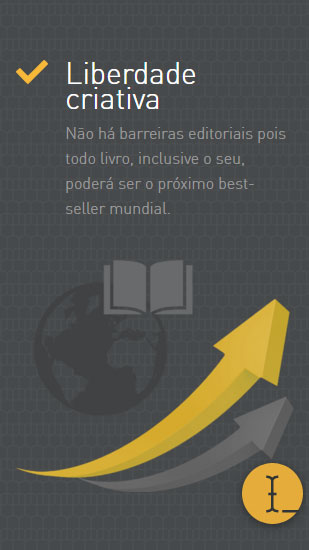 Liberdade
criativa
Não há barreiras editoriais pois
todo livro, inclusive o seu,
poderá ser o próximo best-
seller mundial.